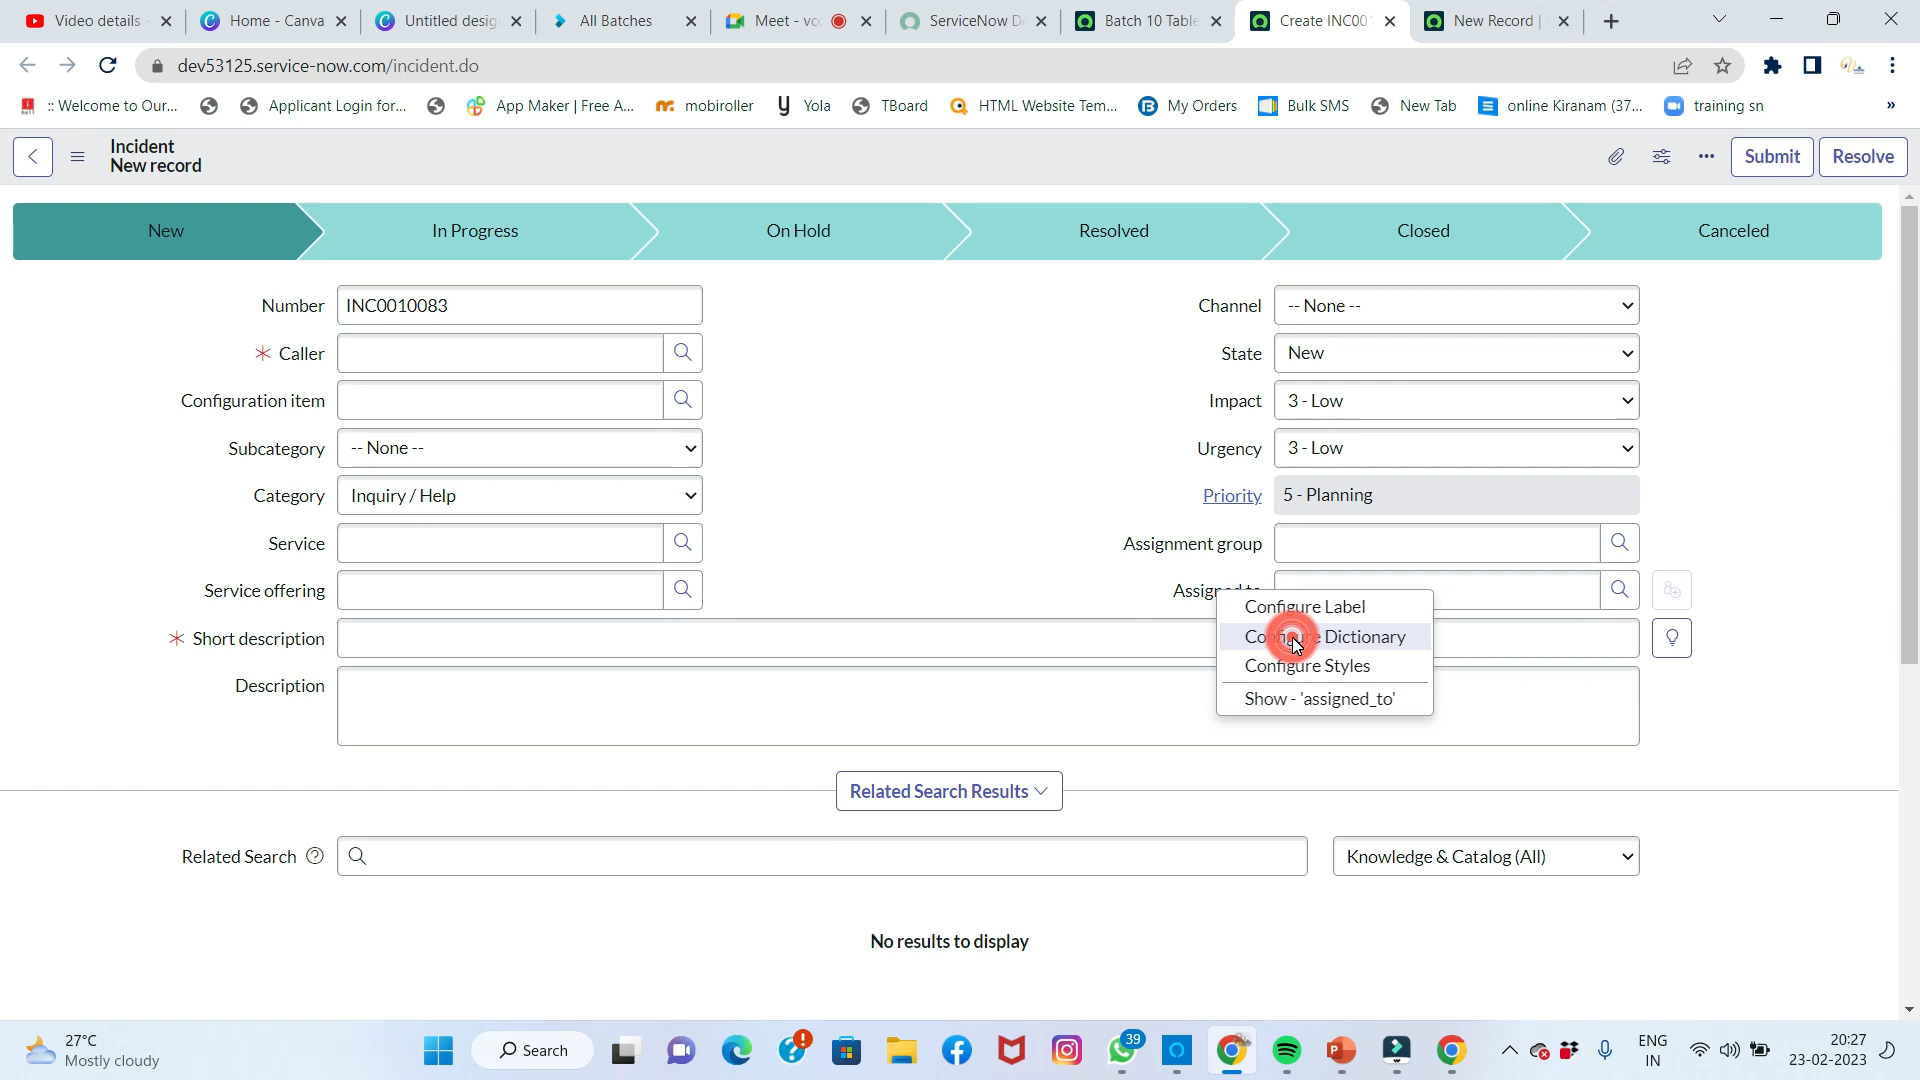 Video details
Home - Canva
Untitled desig
All Batches
Meet - vc
ServiceNow D
Batch 10 Table
Create INC001
New Record |
dev53125.service-now.com/incident.do
:: Welcome to Our...
Applicant Login for...
App Maker | Free A...
mobiroller
Yola
TBoard
HTML Website Tem...
My Orders
Bulk SMS
New Tab
online Kiranam (37...
training sn
»
Incident
New record
Submit
Resolve
New
In Progress
On Hold
Resolved
Closed
Canceled
Number
INC0010083
Channel
-- None --
Caller
State
New
Configuration item
Impact
3 - Low
Subcategory
-- None --
Urgency
3 - Low
Category
Inquiry / Help
Priority
5 - Planning
Service
Assignment group
Service offering
Assigned to
Configure Label
Short description
Configure Dictionary
Configure Styles
Description
Show - 'assigned_to'
Related Search Results
Related Search
Knowledge & Catalog (All)
No results to display
27°C
Mostly cloudy
Search
39
ENG
IN
20:27
23-02-2023